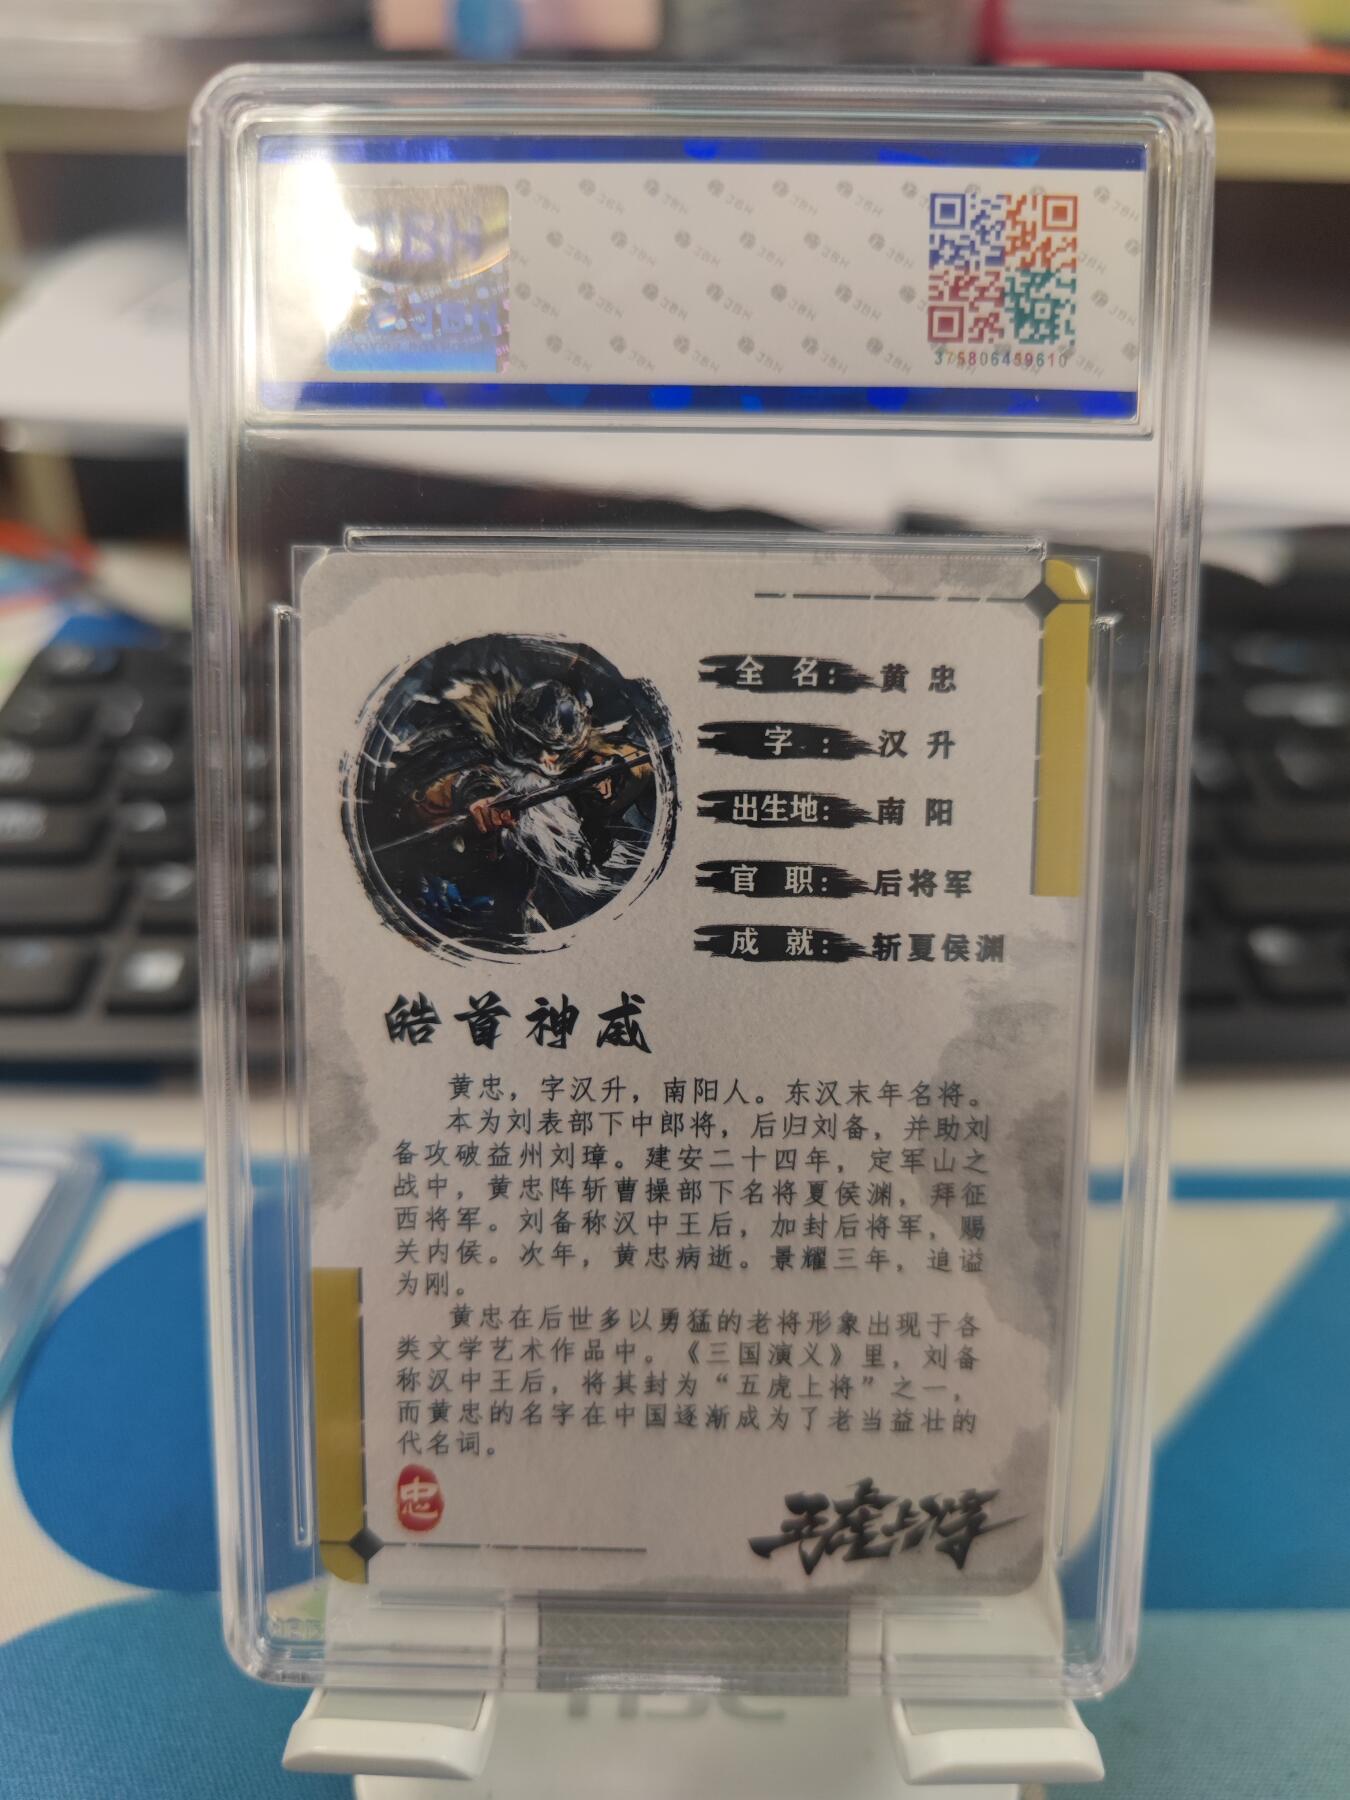 JBH
375806459610
全名：黄忠
字：汉升
出生地：南阳
官职：后将军
成就：斩夏侯渊
皓首神威
黄忠，字汉升，南阳人。东汉末年名将。
本为刘表部下中郎将，后归刘备，并助刘
备攻破益州刘璋。建安二十四年，定军山之
战中，黄忠阵斩曹操部下名将夏侯渊，拜征
西将军。刘备称汉中王后，加封后将军，赐
关内侯。次年，黄忠病逝。景耀三年，追谥
为刚。
黄忠在后世多以勇猛的老将形象出现于各
类文学艺术作品中。《三国演义》里，刘备
称汉中王后，将其封为“五虎上将”之一，
而黄忠的名字在中国逐渐成为了老当益壮的
代名词。
忠
五虎上将